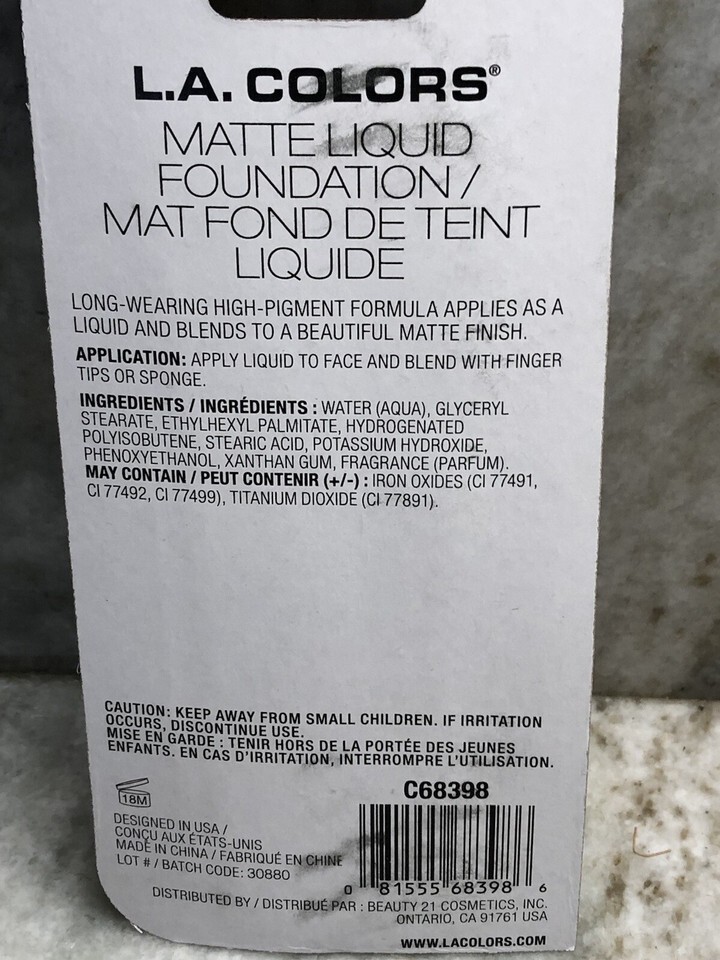 L.A. COLORS®
MATTE LIQUID
FOUNDATION /
MAT FOND DE TEINT
LIQUIDE
LONG-WEARING HIGH-PIGMENT FORMULA APPLIES AS A
LIQUID AND BLENDS TO A BEAUTIFUL MATTE FINISH.
APPLICATION: APPLY LIQUID TO FACE AND BLEND WITH FINGER
TIPS OR SPONGE.
INGREDIENTS / INGRÉDIENTS : WATER (AQUA), GLYCERYL
STEARATE, ETHYLHEXYL PALMITATE, HYDROGENATED
POLYISOBUTENE, STEARIC ACID, POTASSIUM HYDROXIDE,
PHENOXYETHANOL, XANTHAN GUM, FRAGRANCE (PARFUM).
MAY CONTAIN / PEUT CONTENIR (+/-) : IRON OXIDES (CI 77491,
CI 77492, CI 77499), TITANIUM DIOXIDE (CI 77891).
CAUTION: KEEP AWAY FROM SMALL CHILDREN. IF IRRITATION
OCCURS, DISCONTINUE USE.
MISE EN GARDE : TENIR HORS DE LA PORTÉE DES JEUNES
ENFANTS. EN CAS D'IRRITATION, INTERROMPRE L'UTILISATION.
18M
C68398
DESIGNED IN USA /
CONÇU AUX ÉTATS-UNIS
MADE IN CHINA / FABRIQUÉ EN CHINE
LOT # / BATCH CODE: 30880
0 81555 68398 6
DISTRIBUTED BY / DISTRIBUÉ PAR : BEAUTY 21 COSMETICS, INC.
ONTARIO, CA 91761 USA
WWW.LACOLORS.COM